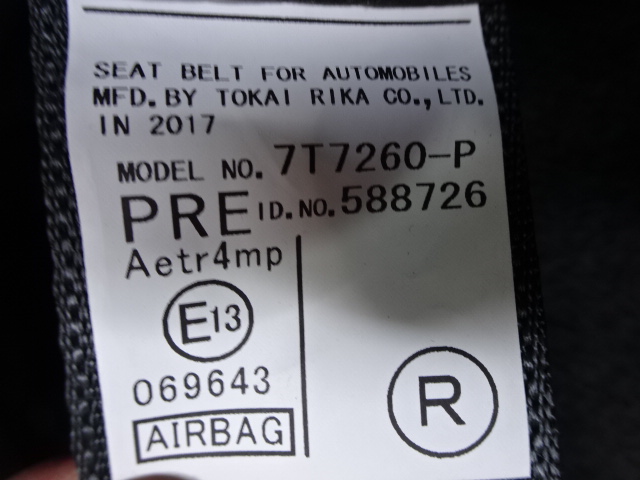 SEAT BELT FOR AUTOMOBILES
MFD. BY TOKAI RIKA CO., LTD.
IN 2017
MODEL NO. 7T7260-P
PRE ID. NO. 588726
Aetr4mp
E13
069643
AIRBAG
R